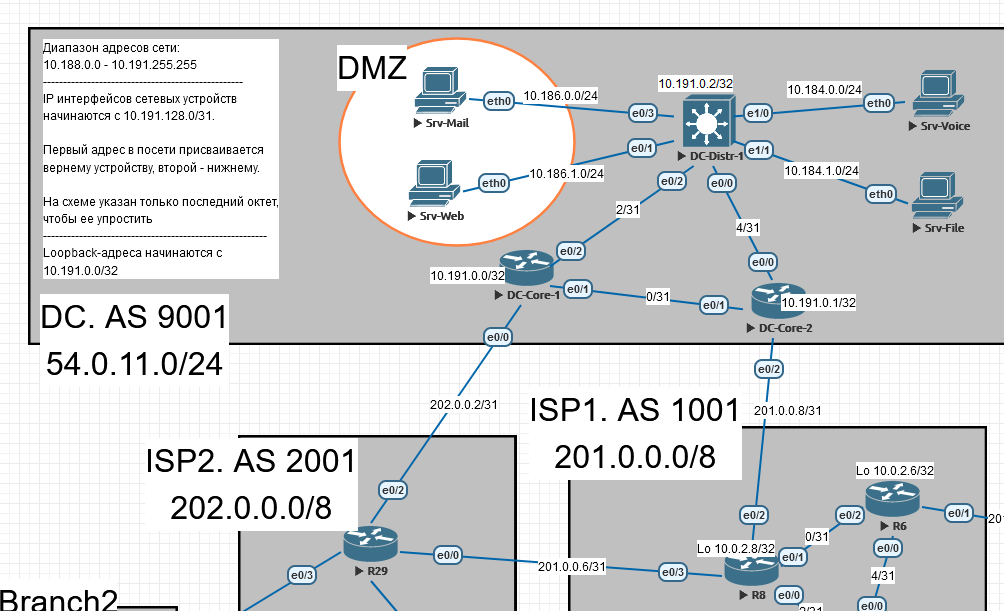 Диапазон адресов сети:
10.188.0.0 - 10.191.255.255
IP интерфейсов сетевых устройств
начинаются с 10.191.128.0/31.
Первый адрес в посети присваивается
вернему устройству, второй - нижнему.
На схеме указан только последний октет,
чтобы ее упростить
Loopback-адреса начинаются с
10.191.0.0/32
DMZ
Srv-Mail
eth0
10.186.0.0/24
e0/3
10.191.0.2/32
DC-Distr-1
e1/0
10.184.0.0/24
eth0
Srv-Voice
Srv-Web
eth0
10.186.1.0/24
e0/1
e1/1
10.184.1.0/24
eth0
Srv-File
e0/2
e0/0
2/31
4/31
e0/2
e0/0
10.191.0.0/32
DC-Core-1
e0/1
0/31
e0/1
10.191.0.1/32
DC-Core-2
DC. AS 9001
54.0.11.0/24
e0/0
e0/2
202.0.0.2/31
201.0.0.8/31
ISP1. AS 1001
201.0.0.0/8
ISP2. AS 2001
202.0.0.0/8
e0/2
R29
e0/3
e0/0
201.0.0.6/31
e0/3
e0/2
Lo 10.0.2.8/32
R8
e0/1
0/31
e0/2
Lo 10.0.2.6/32
R6
e0/1
201
e0/0
4/31
e0/0
e0/0
2/31
Branch2